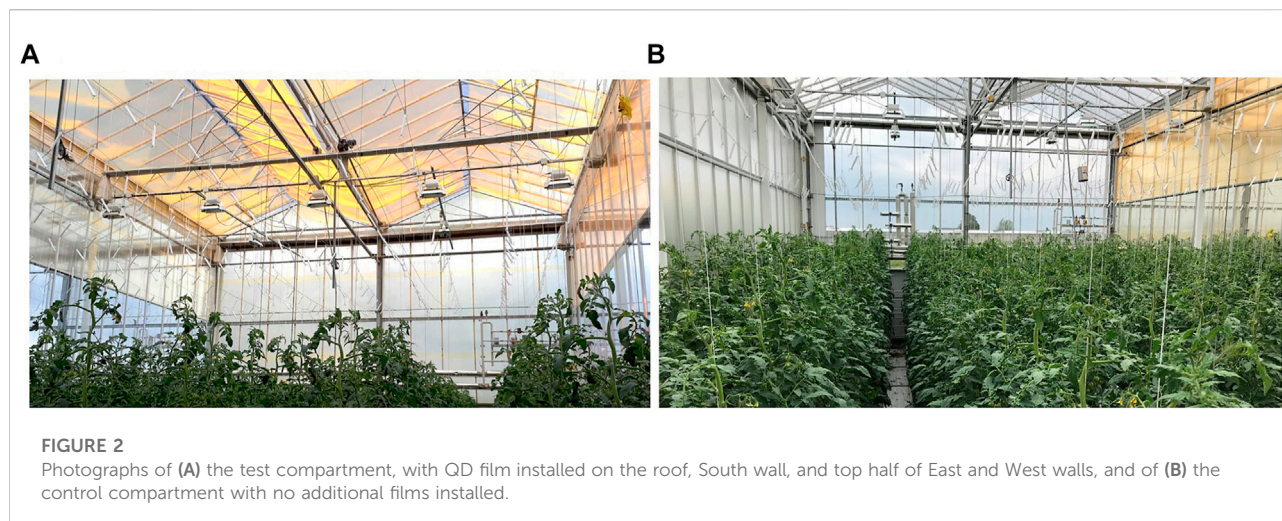 A
B
FIGURE 2
Photographs of (A) the test compartment, with QD film installed on the roof, South wall, and top half of East and West walls, and of (B) the
control compartment with no additional films installed.